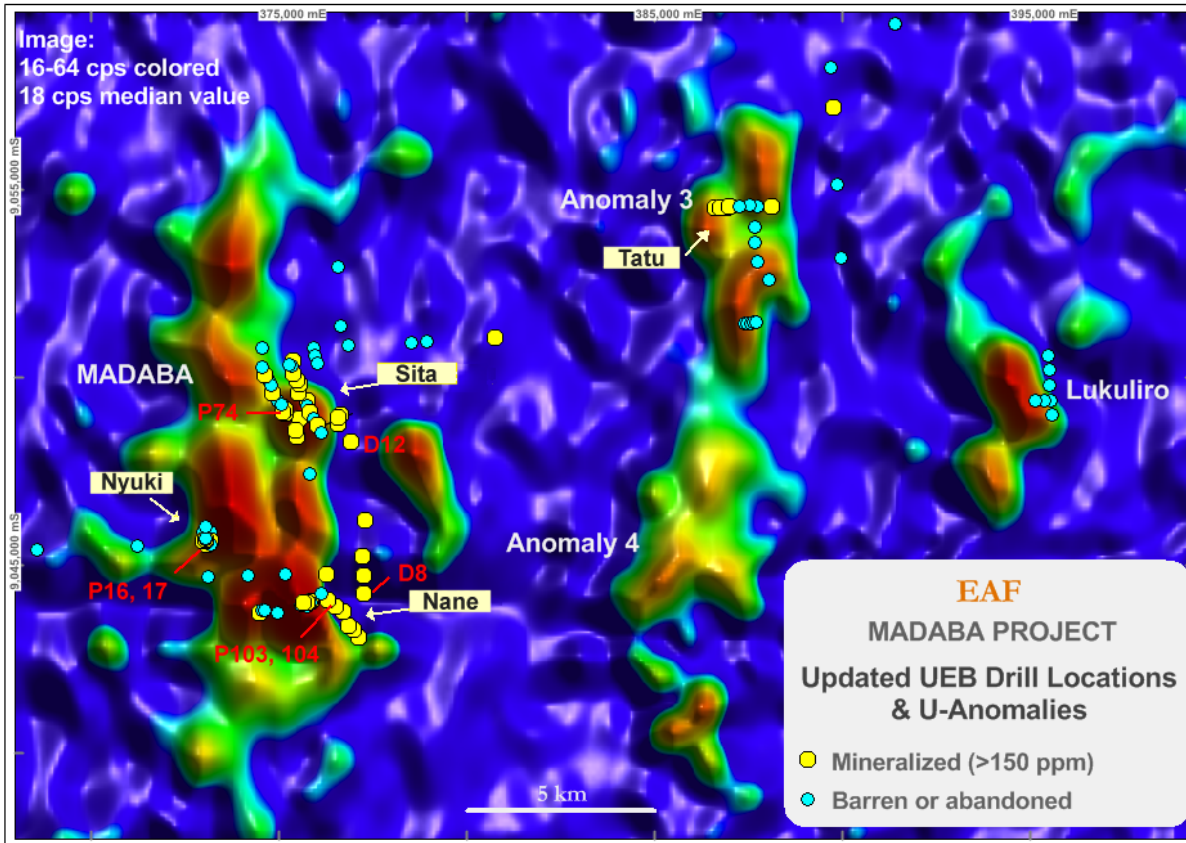 375,000 mE
385,000 mE
395,000 mE
Image:
16-64 cps colored
18 cps median value
9,055,000 mS
Anomaly 3
Tatu
MADABA
Sita
Lukuliro
P74
D12
Nyuki
Anomaly 4
9,045,000 mS
P16, 17
D8
Nane
P103, 104
5 km
EAF
MADABA PROJECT
Updated UEB Drill Locations
& U-Anomalies
Mineralized (>150 ppm)
Barren or abandoned